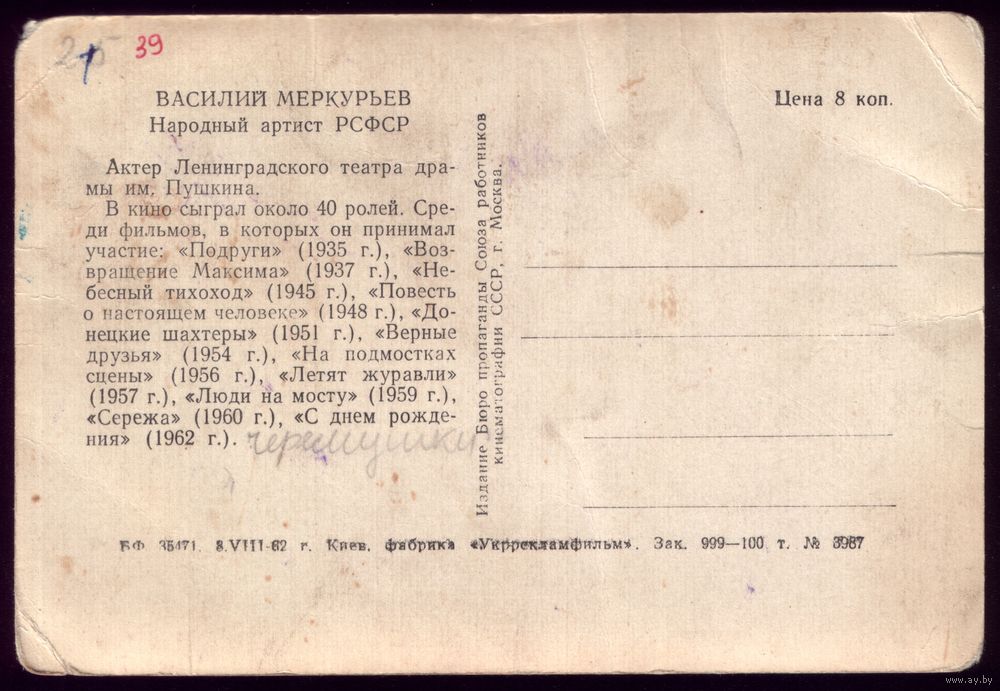 39
ВАСИЛИЙ МЕРКУРЬЕВ
Народный артист РСФСР
Актер Ленинградского театра дра-
мы им. Пушкина.
В кино сыграл около 40 ролей. Сре-
ди фильмов, в которых он принимал
участие: «Подруги» (1935 г.), «Воз-
вращение Максима» (1937 г.), «Не-
бесный тихоход» (1945 г.), «Повесть
о настоящем человеке» (1948 г.), «До-
нецкие шахтеры» (1951 г.), «Верные
друзья» (1954 г.), «На подмостках
сцены» (1956 г.), «Летят журавли»
(1957 г.), «Люди на мосту» (1959 г.),
«Сережа» (1960 г.), «С днем рожде-
ния» (1962 г.). черемушки
Издание Бюро пропаганды Союза работников
кинематографии СССР, г. Москва.
Цена 8 коп.
БФ 35471. 8.VIII-62 г. Киев, фабрика «Укррекламфильм». Зак. 999—100 т. № 3987
www.ay.by